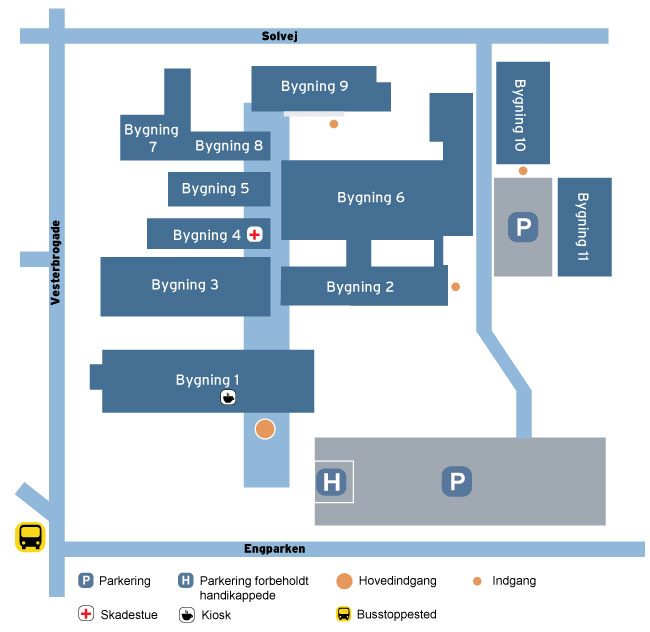 Solvej
Bygning 9
Bygning 10
Bygning
7
Bygning 8
Bygning 5
Bygning 6
P
Bygning 11
Bygning 4
Vesterbrogade
Bygning 3
Bygning 2
Bygning 1
H
P
Engparken
P Parkering
H Parkering forbeholdt
handikappede
Hovedindgang
Indgang
Skadestue
Kiosk
Busstoppested